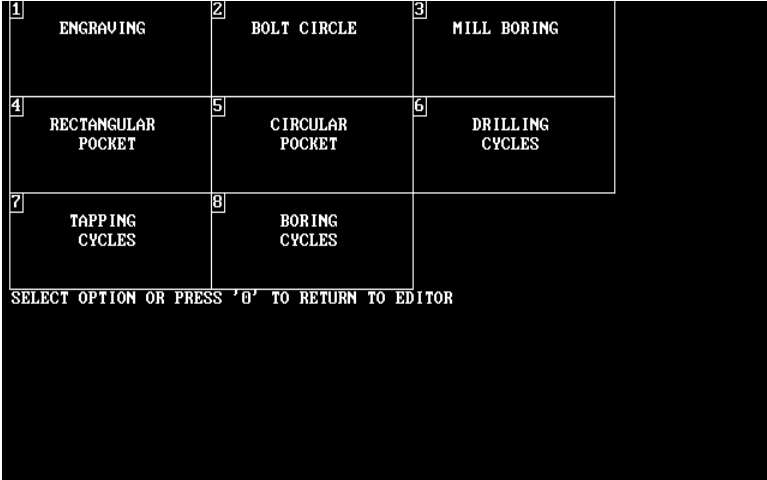 1 ENGRAVING
2 BOLT CIRCLE
3 MILL BORING
4 RECTANGULAR
POCKET
5 CIRCULAR
POCKET
6 DRILLING
CYCLES
7 TAPPING
CYCLES
8 BORING
CYCLES
SELECT OPTION OR PRESS '0' TO RETURN TO EDITOR